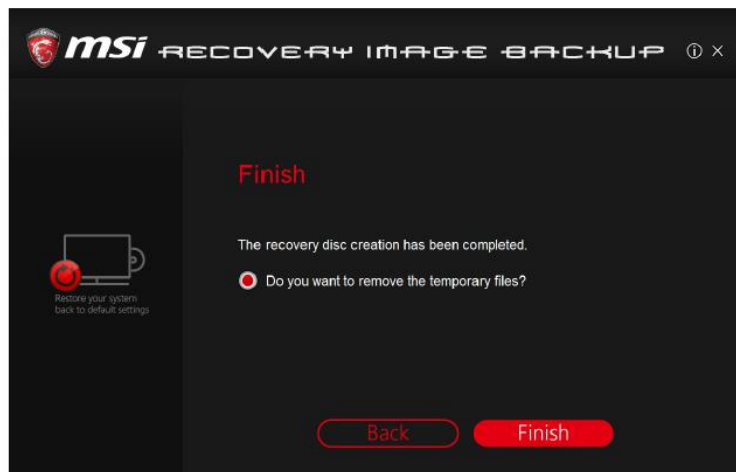 msi RECOVERY IMAGE BACKUP
Finish
The recovery disc creation has been completed.
Do you want to remove the temporary files?
Restore your system
back to default settings
Back
Finish